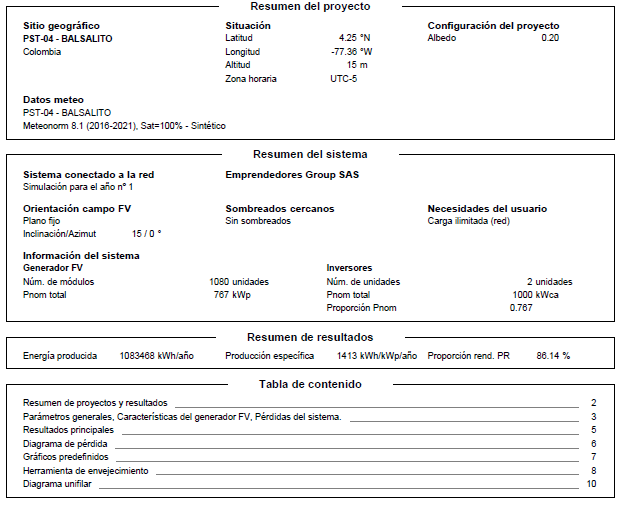 Resumen del proyecto
Sitio geográfico
PST-04 - BALSALITO
Colombia
Situación
Latitud 4.25 °N
Longitud -77.36 °W
Altitud 15 m
Zona horaria UTC-5
Configuración del proyecto
Albedo 0.20
Datos meteo
PST-04 - BALSALITO
Meteonorm 8.1 (2016-2021), Sat=100% - Sintético
Resumen del sistema
Sistema conectado a la red
Simulación para el año nº 1
Emprendedores Group SAS
Orientación campo FV
Plano fijo
Inclinación/Azimut 15 / 0 °
Sombreados cercanos
Sin sombreados
Necesidades del usuario
Carga ilimitada (red)
Información del sistema
Generador FV
Núm. de módulos 1080 unidades
Pnom total 767 kWp
Inversores
Núm. de unidades 2 unidades
Pnom total 1000 kWca
Proporción Pnom 0.767
Resumen de resultados
Energía producida 1083468 kWh/año Producción específica 1413 kWh/kWp/año Proporción rend. PR 86.14 %
Tabla de contenido
Resumen de proyectos y resultados 2
Parámetros generales, Características del generador FV, Pérdidas del sistema. 3
Resultados principales 5
Diagrama de pérdida 6
Gráficos predefinidos 7
Herramienta de envejecimiento 8
Diagrama unifilar 10